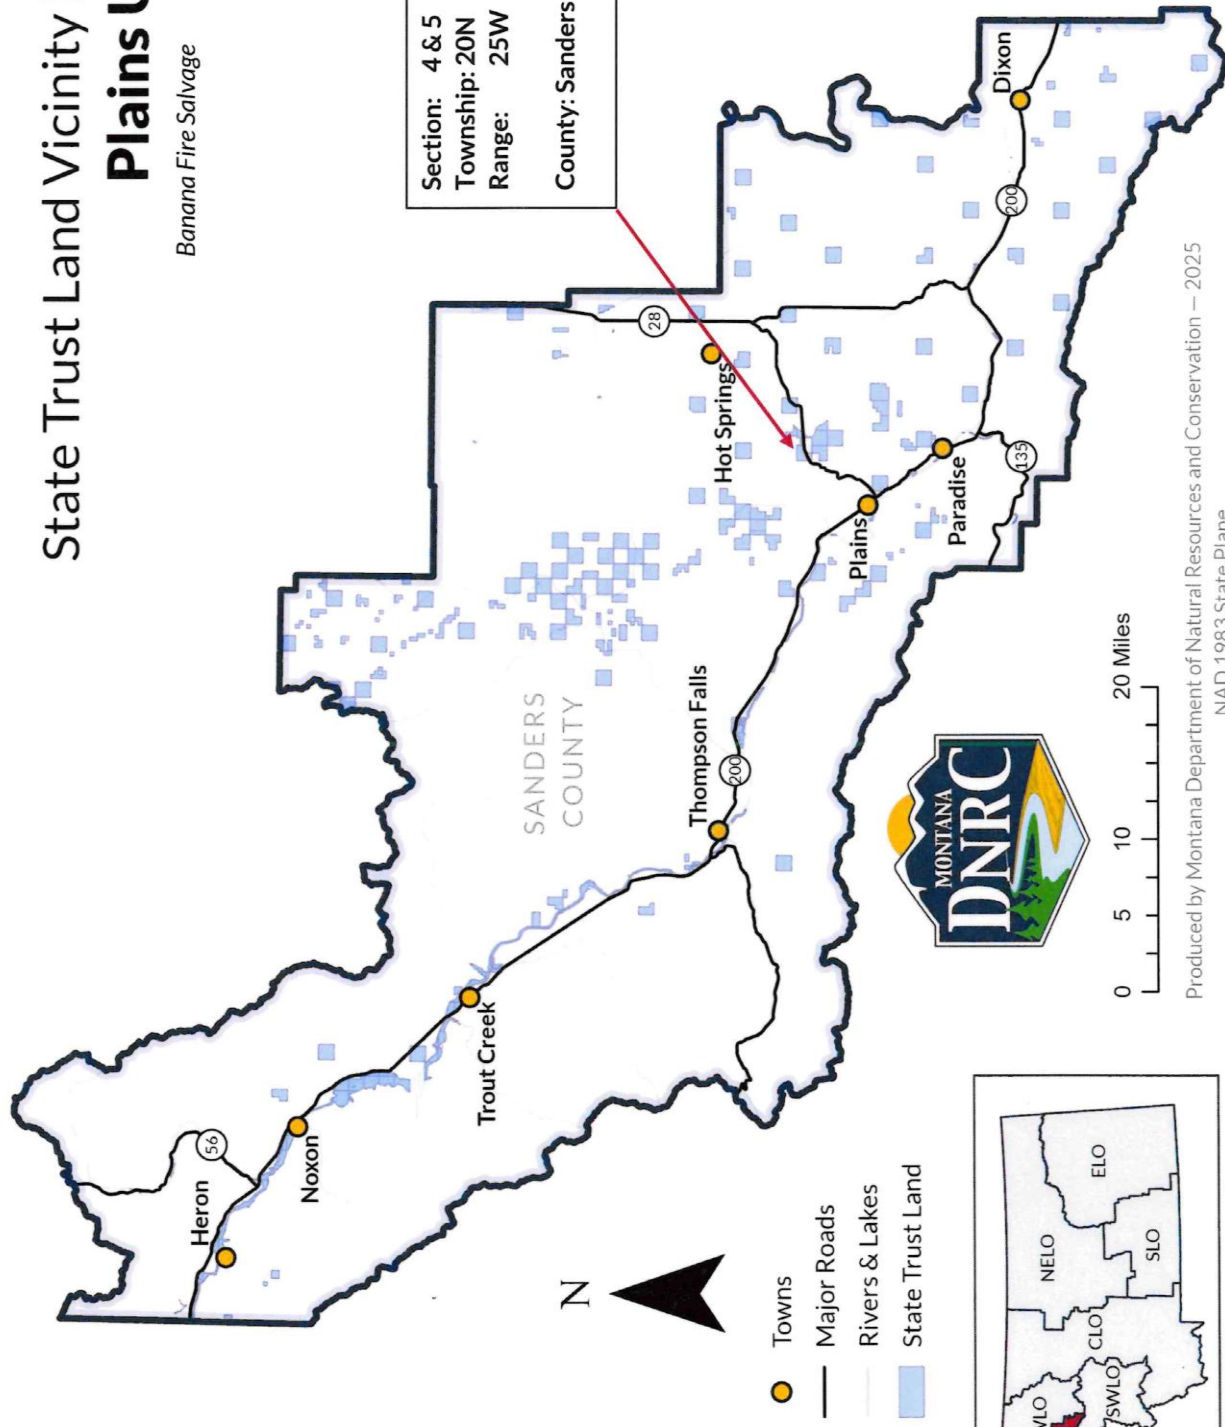 State Trust Land Vicinity
Plains
Banana Fire Salvage
Section: 4 & 5
Township: 20N
Range: 25W
County: Sanders
Dixon
200
28
Hot Springs
135
Paradise
Plains
SANDERS
COUNTY
Thompson Falls
200
Trout Creek
56
Noxon
Heron
N
Towns
Major Roads
Rivers & Lakes
State Trust Land
MONTANA
DNRC
0 5 10 20 Miles
Produced by Montana Department of Natural Resources and Conservation – 2025
NAD 1983 State Plane
NELO
ELO
CLO
SLO
SWLO